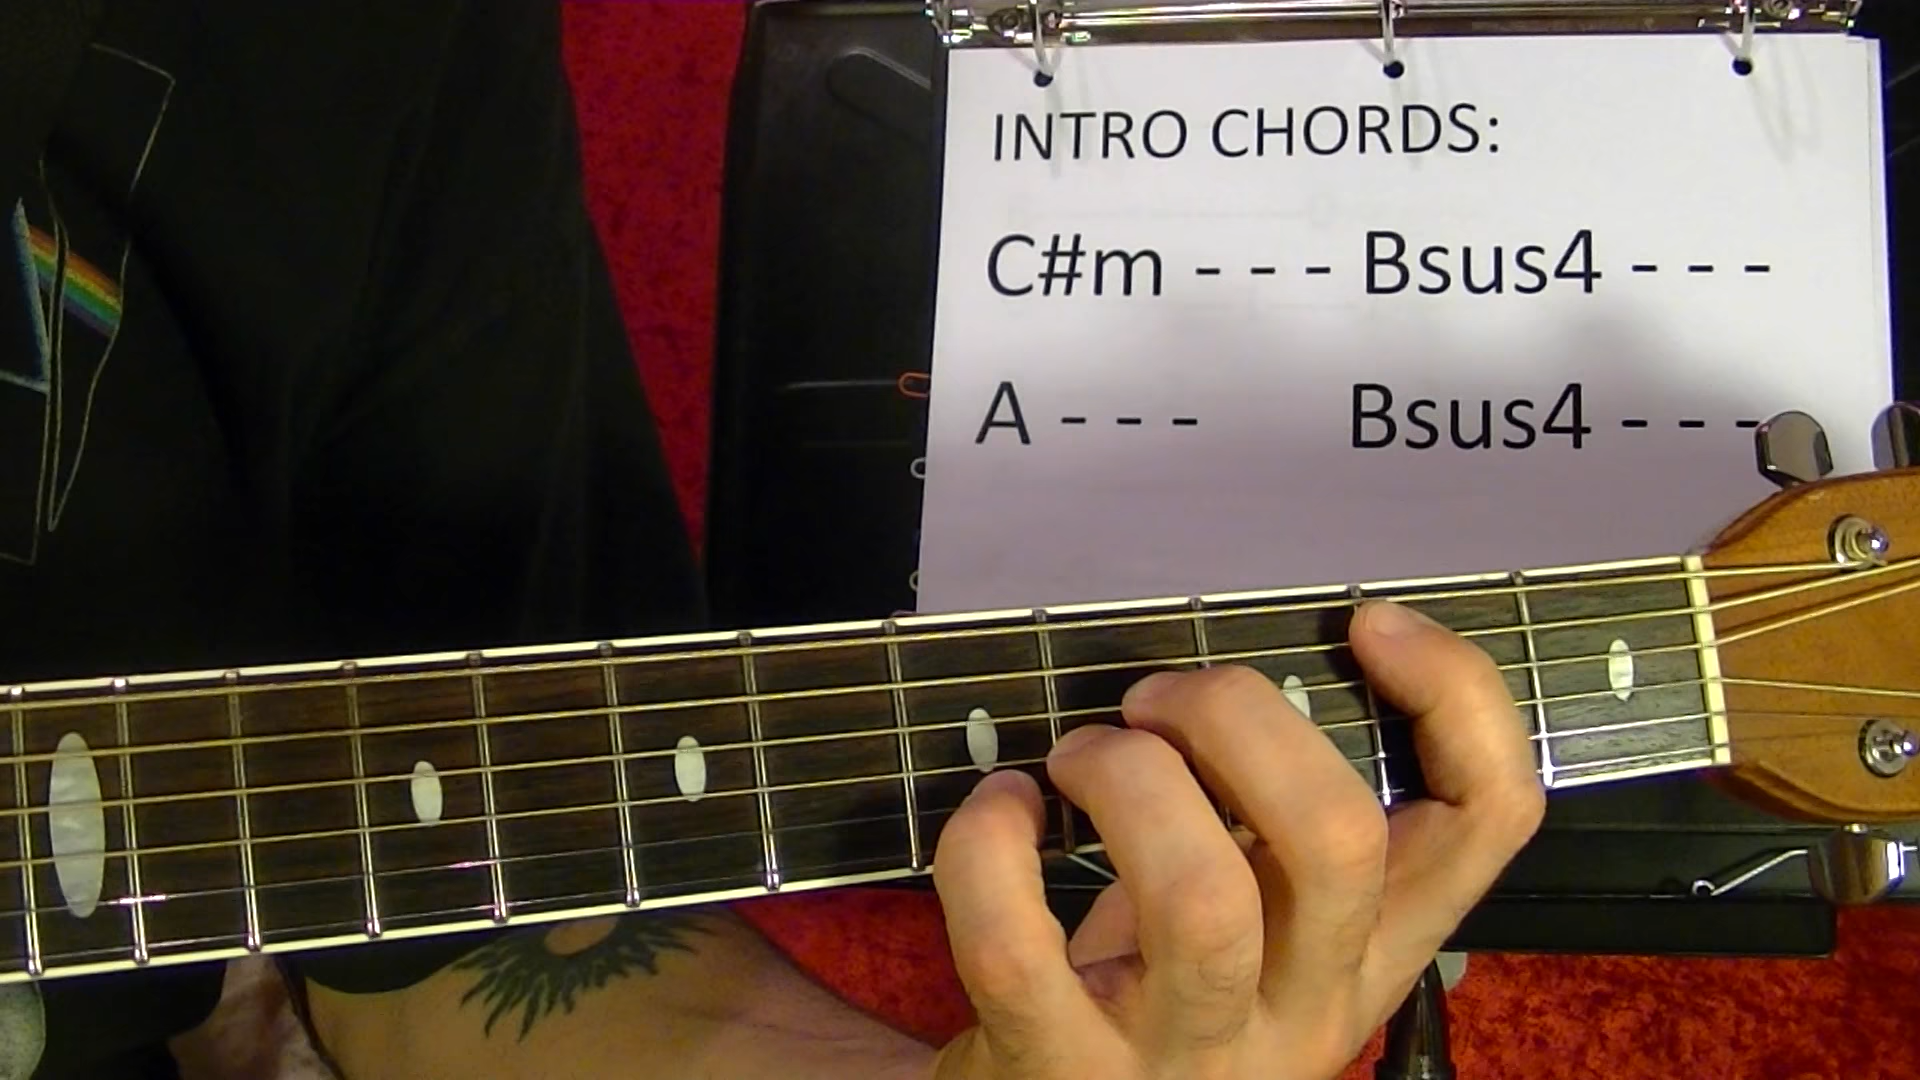 INTRO CHORDS:
C#m - - - Bsus4 - - -
A - - - Bsus4 - - -